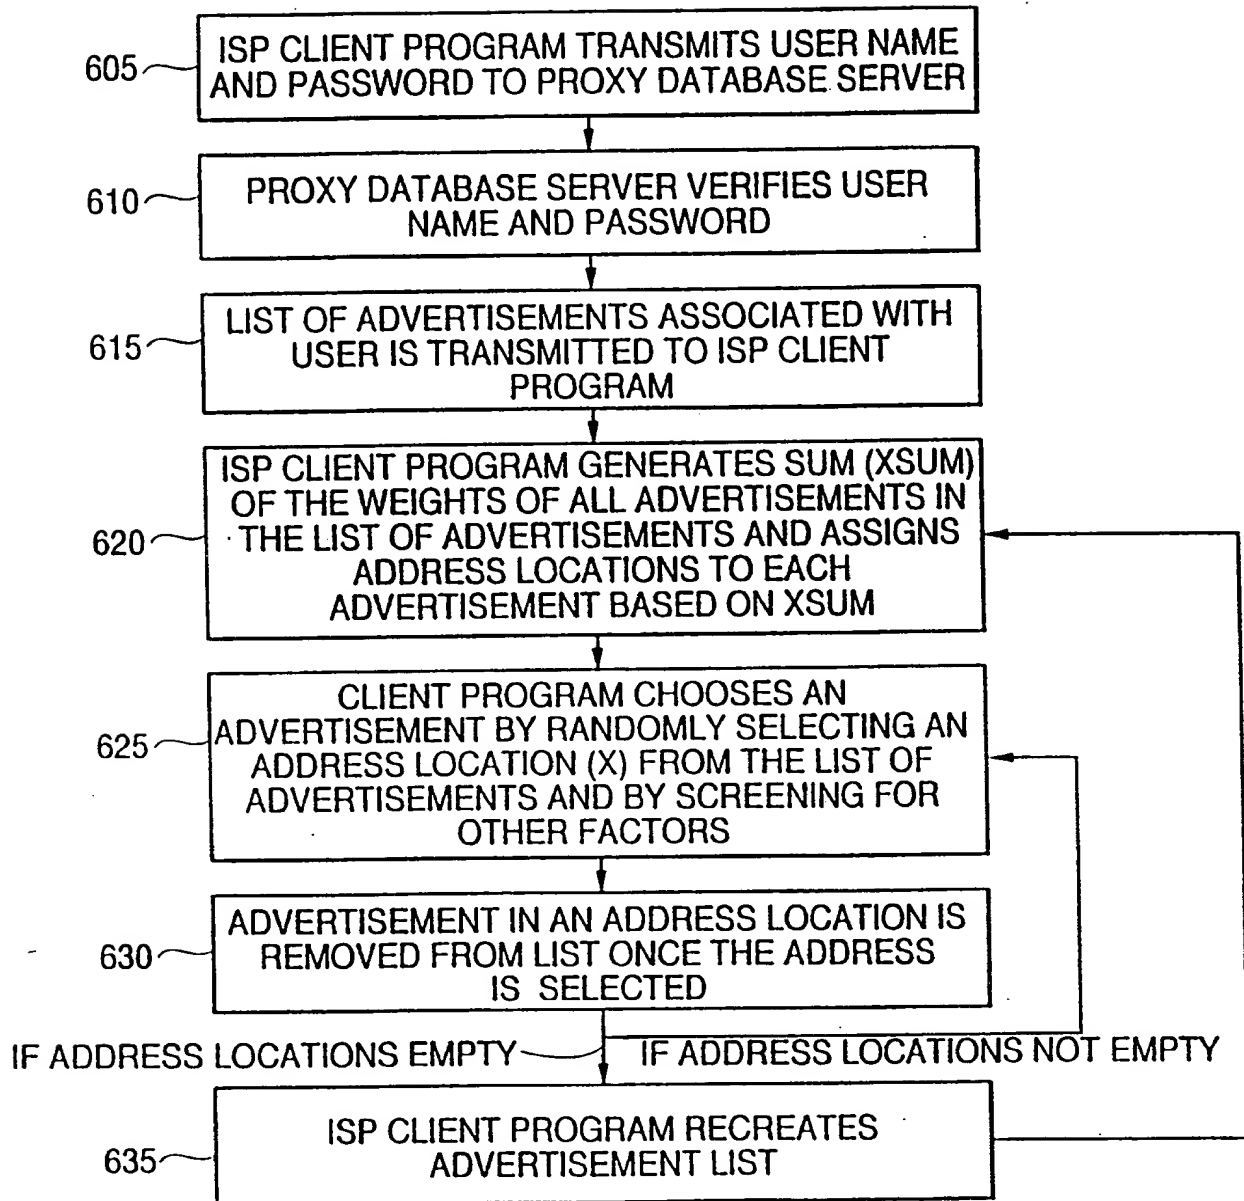 605
ISP CLIENT PROGRAM TRANSMITS USER NAME
AND PASSWORD TO PROXY DATABASE SERVER
610
PROXY DATABASE SERVER VERIFIES USER
NAME AND PASSWORD
615
LIST OF ADVERTISEMENTS ASSOCIATED WITH
USER IS TRANSMITTED TO ISP CLIENT
PROGRAM
620
ISP CLIENT PROGRAM GENERATES SUM (XSUM)
OF THE WEIGHTS OF ALL ADVERTISEMENTS IN
THE LIST OF ADVERTISEMENTS AND ASSIGNS
ADDRESS LOCATIONS TO EACH
ADVERTISEMENT BASED ON XSUM.
625
CLIENT PROGRAM CHOOSES AN
ADVERTISEMENT BY RANDOMLY SELECTING AN
ADDRESS LOCATION (X) FROM THE LIST OF
ADVERTISEMENTS AND BY SCREENING FOR
OTHER FACTORS
630
ADVERTISEMENT IN AN ADDRESS LOCATION IS
REMOVED FROM LIST ONCE THE ADDRESS
IS SELECTED
IF ADDRESS LOCATIONS EMPTY
IF ADDRESS LOCATIONS NOT EMPTY
635
ISP CLIENT PROGRAM RECREATES
ADVERTISEMENT LIST.